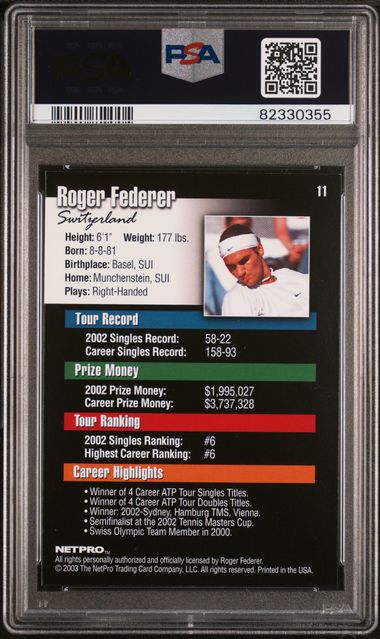 PSA
PSA
82330355
Roger Federer
11
Switzerland
Height: 6'1" Weight: 177 lbs.
Born: 8-8-81
Birthplace: Basel, SUI
Home: Munchenstein, SUI
Plays: Right-Handed
Tour Record
2002 Singles Record: 58-22
Career Singles Record: 158-93
Prize Money
2002 Prize Money: $1,995,027
Career Prize Money: $3,737,328
Tour Ranking
2002 Singles Ranking: #6
Highest Career Ranking: #6
Career Highlights
• Winner of 4 Career ATP Tour Singles Titles.
• Winner of 4 Career ATP Tour Doubles Titles.
• Winner: 2002-Sydney, Hamburg TMS, Vienna.
• Semifinalist at the 2002 Tennis Masters Cup.
• Swiss Olympic Team Member in 2000.
NETPRO™
All rights personally authorized and officially licensed by Roger Federer.
© 2003 The NetPro Trading Card Company, LLC. All rights reserved. Printed in the USA.
PSA